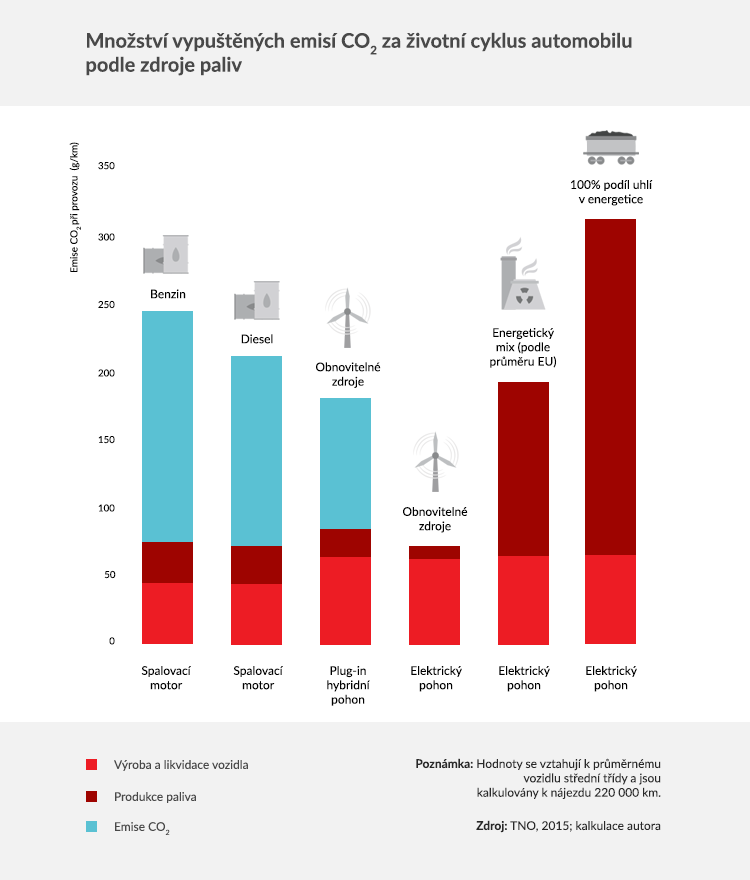 Množství vypuštěných emisí CO₂ za životní cyklus automobilu
podle zdroje paliv
Emise CO₂ při provozu (g/km)
350
300
250
200
150
100
50
0
Benzin
Diesel
Obnovitelné
zdroje
Obnovitelné
zdroje
Energetický
mix (podle
průměru EU)
100% podíl uhlí
v energetice
Spalovací
motor
Spalovací
motor
Plug-in
hybridní
pohon
Elektrický
pohon
Elektrický
pohon
Elektrický
pohon
Výroba a likvidace vozidla
Produkce paliva
Emise CO₂
Poznámka: Hodnoty se vztahují k průměrnému
vozidlu střední třídy a jsou
kalkulovány k nájezdu 220 000 km.
Zdroj: TNO, 2015; kalkulace autora